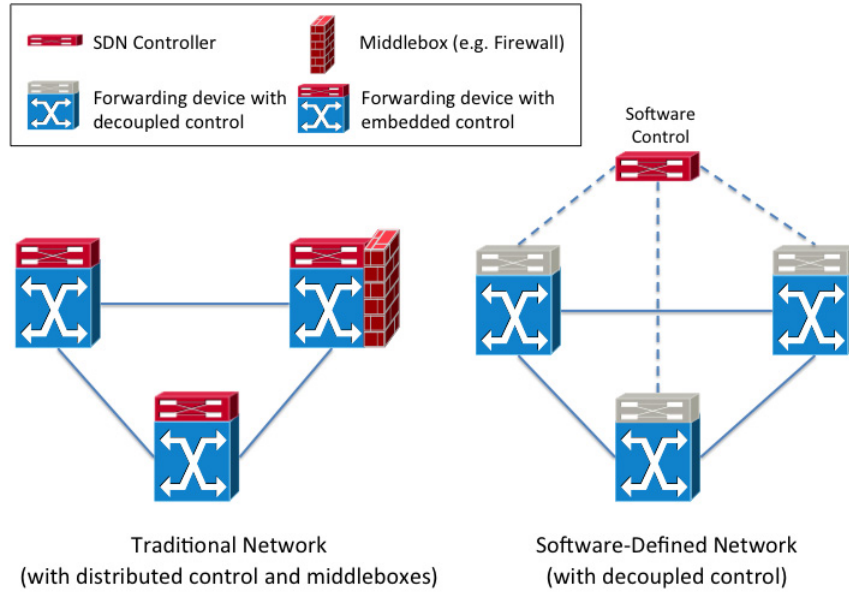 SDN Controller
Middlebox (e.g. Firewall)
Forwarding device with
decoupled control
Forwarding device with
embedded control
Software
Control
Traditional Network
(with distributed control and middleboxes)
Software-Defined Network
(with decoupled control)